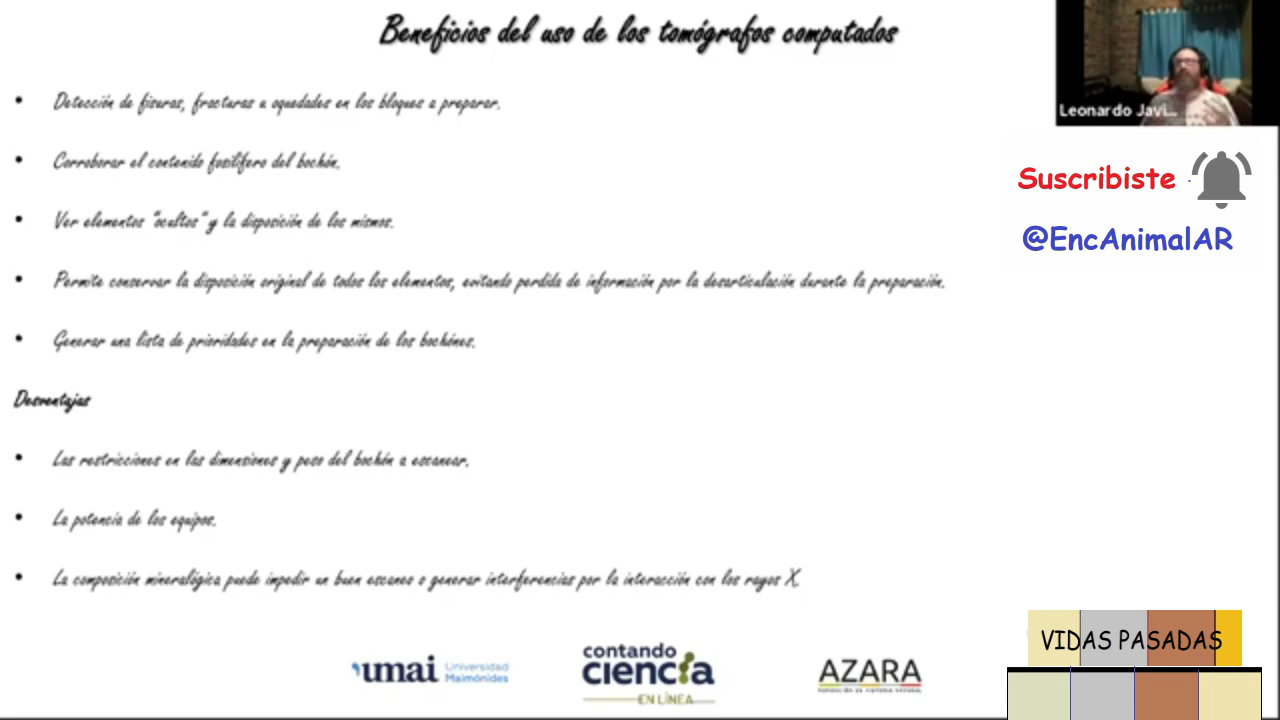 Beneficios del uso de los tomógrafos computados
Leonardo Javi...
• Detección de fisuras, fracturas u oquedades en los bloques a preparar.
• Corroborar el contenido fosilífero del bochón.
Suscribiste
@EncAnimalAR
• Ver elementos "ocultos" y la disposición de los mismos.
• Permite conservar la disposición original de todos los elementos, evitando perdida de información por la desarticulación durante la preparación.
• Generar una lista de prioridades en la preparación de los bochónes.
Desventajas
• Las restricciones en las dimensiones y peso del bochón a escanear.
• La potencia de los equipos.
• La composición mineralógica puede impedir un buen escaneo o generar interferencias por la interacción con los rayos X.
umai Universidad Maimónides
contando
ciencia
EN LÍNEA
AZARA
FUNDACIÓN DE HISTORIA NATURAL
VIDAS PASADAS